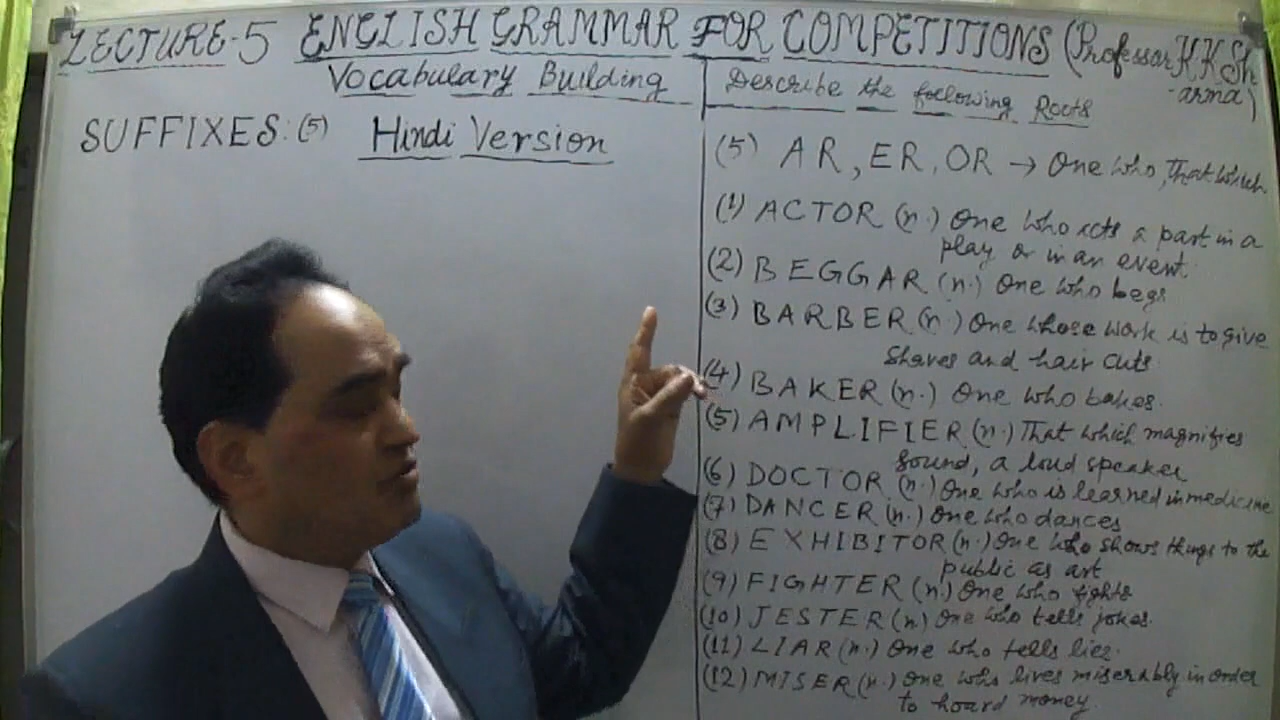 LECTURE-5 ENGLISH GRAMMAR FOR COMPETITIONS (Professor KKSh
arma)
Vocabulary Building
Describe the following Roots
SUFFIXES: (5) Hindi Version
(5) AR, ER, OR → One who, That which
(1) ACTOR (n.) One who acts a part in a
play or in an event.
(2) BEGGAR (n.) One who begs
(3) BARBER (n.) One whose work is to give
Shaves and hair cuts.
(4) BAKER (n.) One who bakes.
(5) AMPLIFIER (n.) That which magnifies
Sound, a loud speaker
(6) DOCTOR (n.) One who is learned in medicine
(7) DANCER (n.) One who dances
(8) EXHIBITOR (n.) One who shows things to the
public as art
(9) FIGHTER (n.) One who fights
(10) JESTER (n) One who tells jokes.
(11) LIAR (n.) One who tells lies.
(12) MISER (n.) One who lives miserably in order
to hoard money.